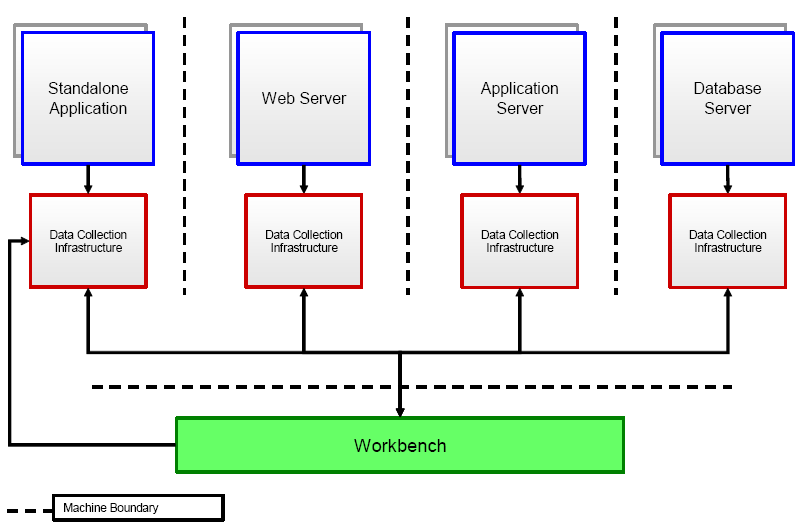 Standalone
Application
Web Server
Application
Server
Database
Server
Data Collection
Infrastructure
Data Collection
Infrastructure
Data Collection
Infrastructure
Data Collection
Infrastructure
Workbench
Machine Boundary